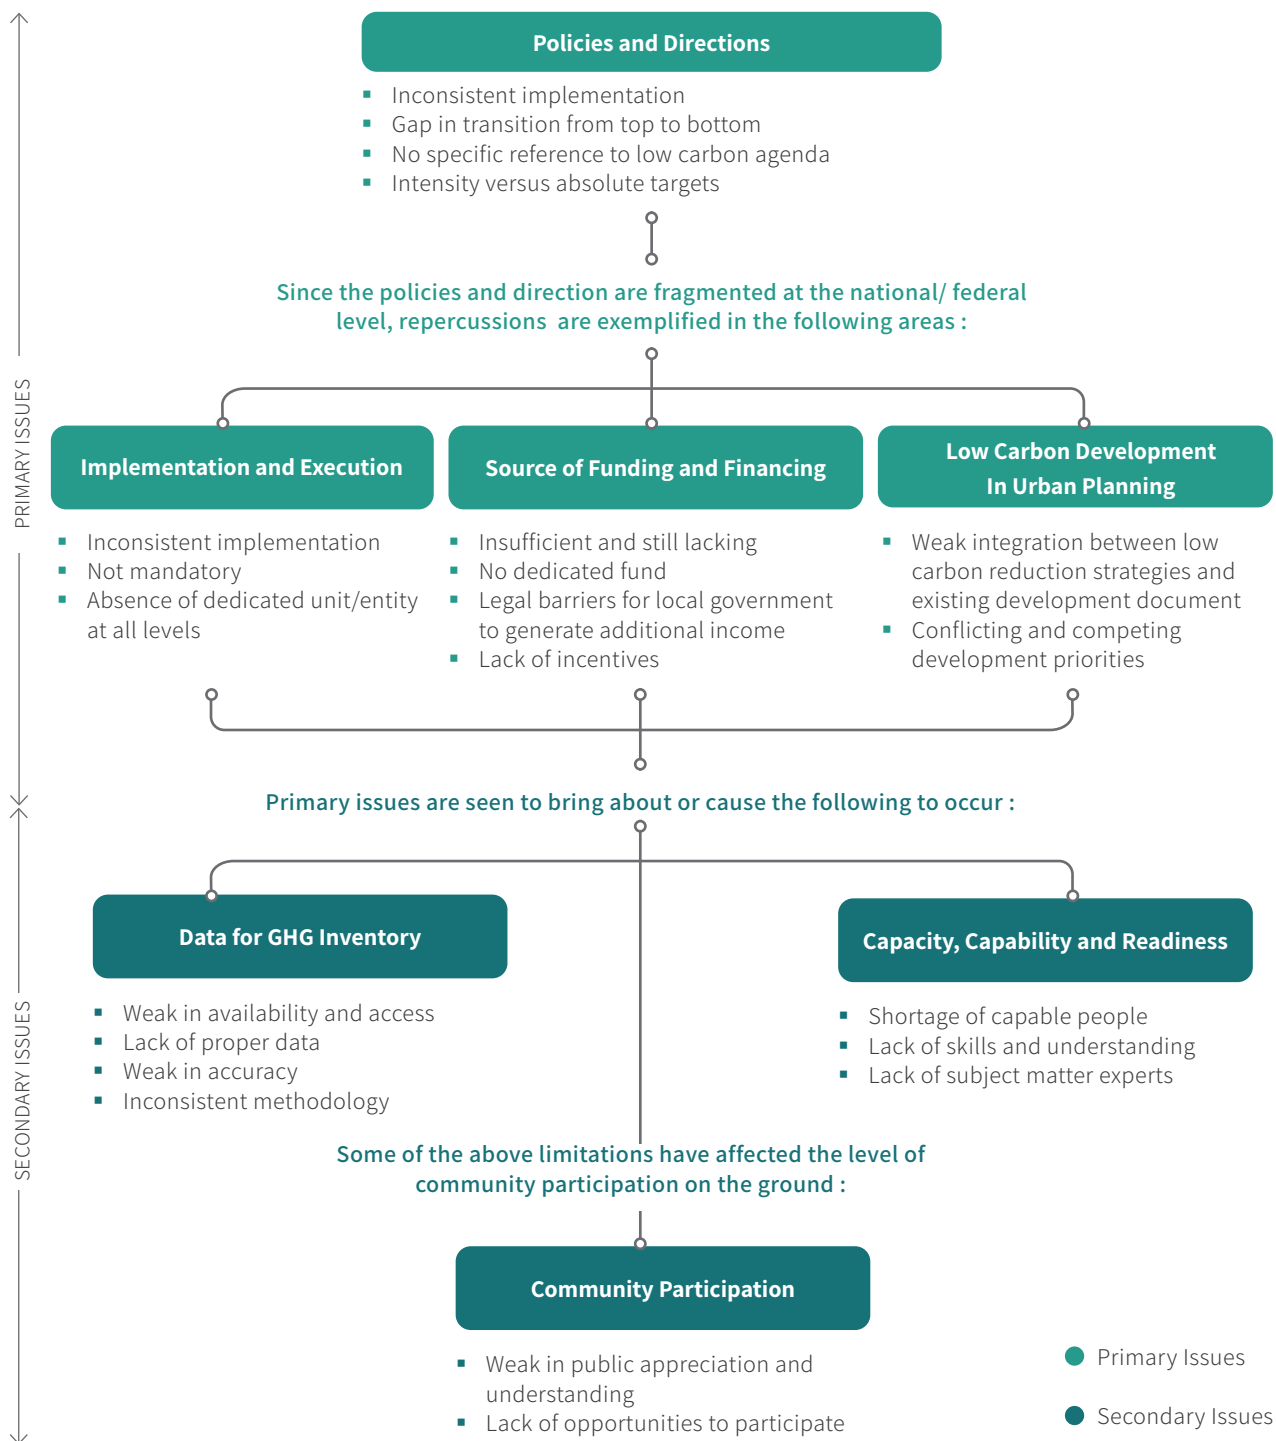 Policies and Directions
Inconsistent implementation
Gap in transition from top to bottom
No specific reference to low carbon agenda
Intensity versus absolute targets
Since the policies and direction are fragmented at the national/ federal
level, repercussions are exemplified in the following areas :
PRIMARY ISSUES
Implementation and Execution
Inconsistent implementation
Not mandatory
Absence of dedicated unit/entity
at all levels
Source of Funding and Financing
Insufficient and still lacking
No dedicated fund
Legal barriers for local government
to generate additional income
Lack of incentives
Low Carbon Development
In Urban Planning
Weak integration between low
carbon reduction strategies and
existing development document
Conflicting and competing
development priorities
Primary issues are seen to bring about or cause the following to occur :
SECONDARY ISSUES
Data for GHG Inventory
Weak in availability and access
Lack of proper data
Weak in accuracy
Inconsistent methodology
Capacity, Capability and Readiness
Shortage of capable people
Lack of skills and understanding
Lack of subject matter experts
Some of the above limitations have affected the level of
community participation on the ground :
Community Participation
Weak in public appreciation and
understanding
Lack of opportunities to participate
Primary Issues
Secondary Issues